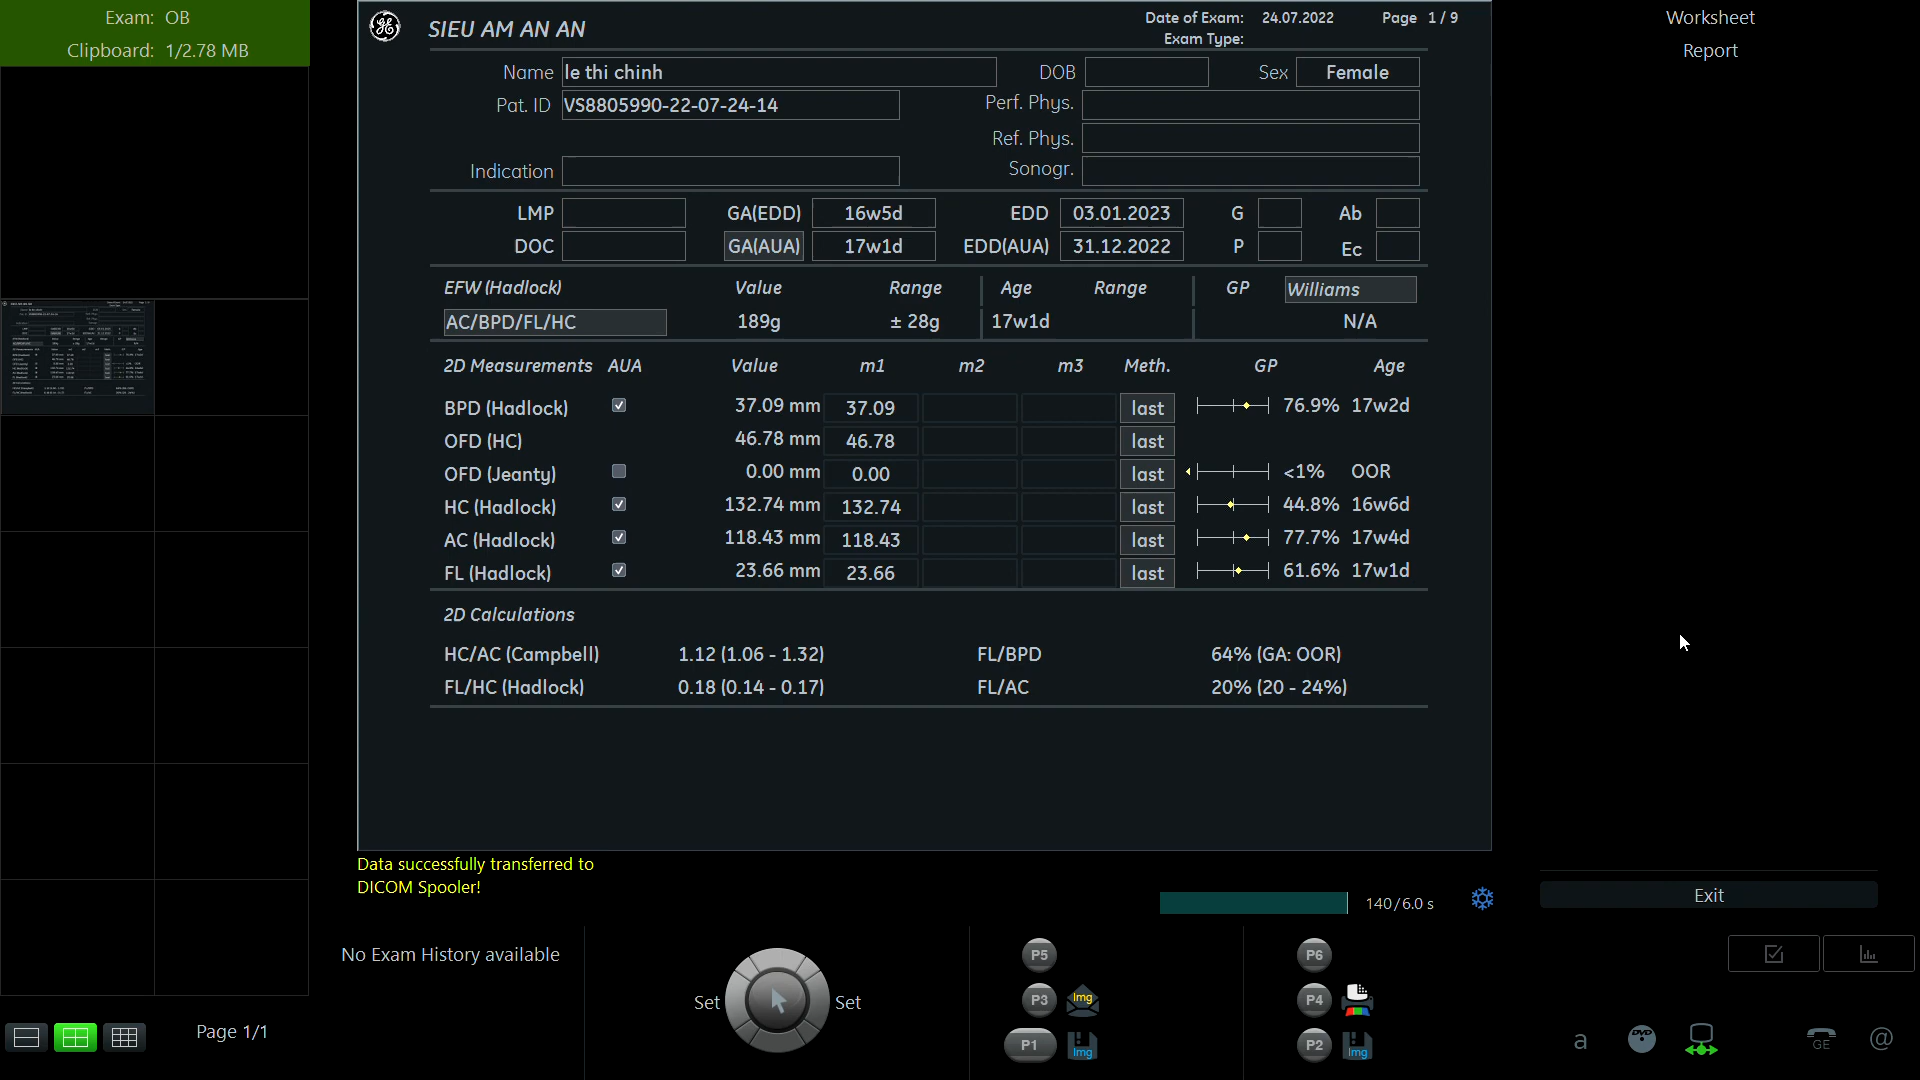 Exam: OB
Clipboard: 1/2.78 MB
SIEU AM AN AN
Date of Exam: 24.07.2022 Page 1/9
Exam Type:
Name le thi chinh DOB Sex Female
Pat. ID VS8805990-22-07-24-14 Perf. Phys.
Ref. Phys.
Indication Sonogr.
LMP GA(EDD) 16w5d EDD 03.01.2023 G Ab
DOC GA(AUA) 17w1d EDD(AUA) 31.12.2022 P Ec
EFW (Hadlock) Value Range Age Range GP Williams
AC/BPD/FL/HC 189g ± 28g 17w1d N/A
2D Measurements AUA Value m1 m2 m3 Meth. GP Age
BPD (Hadlock) 37.09 mm 37.09 last 76.9% 17w2d
OFD (HC) 46.78 mm 46.78 last
OFD (Jeanty) 0.00 mm 0.00 last <1% OOR
HC (Hadlock) 132.74 mm 132.74 last 44.8% 16w6d
AC (Hadlock) 118.43 mm 118.43 last 77.7% 17w4d
FL (Hadlock) 23.66 mm 23.66 last 61.6% 17w1d
2D Calculations
HC/AC (Campbell) 1.12 (1.06 - 1.32) FL/BPD 64% (GA: OOR)
FL/HC (Hadlock) 0.18 (0.14 - 0.17) FL/AC 20% (20 - 24%)
Data successfully transferred to
DICOM Spooler!
140/6.0 s
Worksheet
Report
Exit
No Exam History available
Set Set
P5
P3 Img
P1 Img
P6
P4
P2 Img
Page 1/1
a DVD GE @